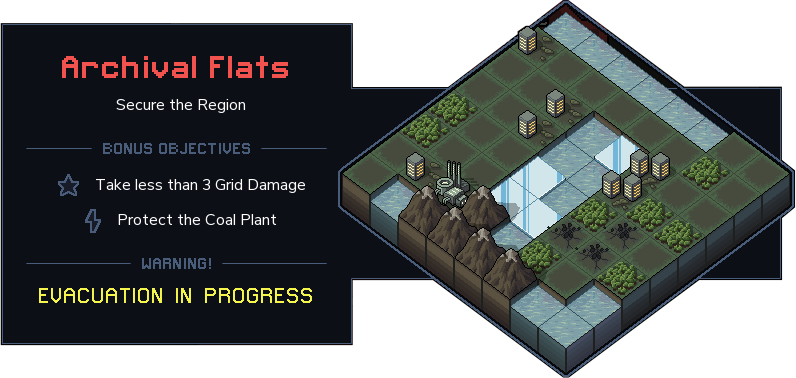 Archival Flats
Secure the Region
BONUS OBJECTIVES
Take less than 3 Grid Damage
Protect the Coal Plant
WARNING!
EVACUATION IN PROGRESS